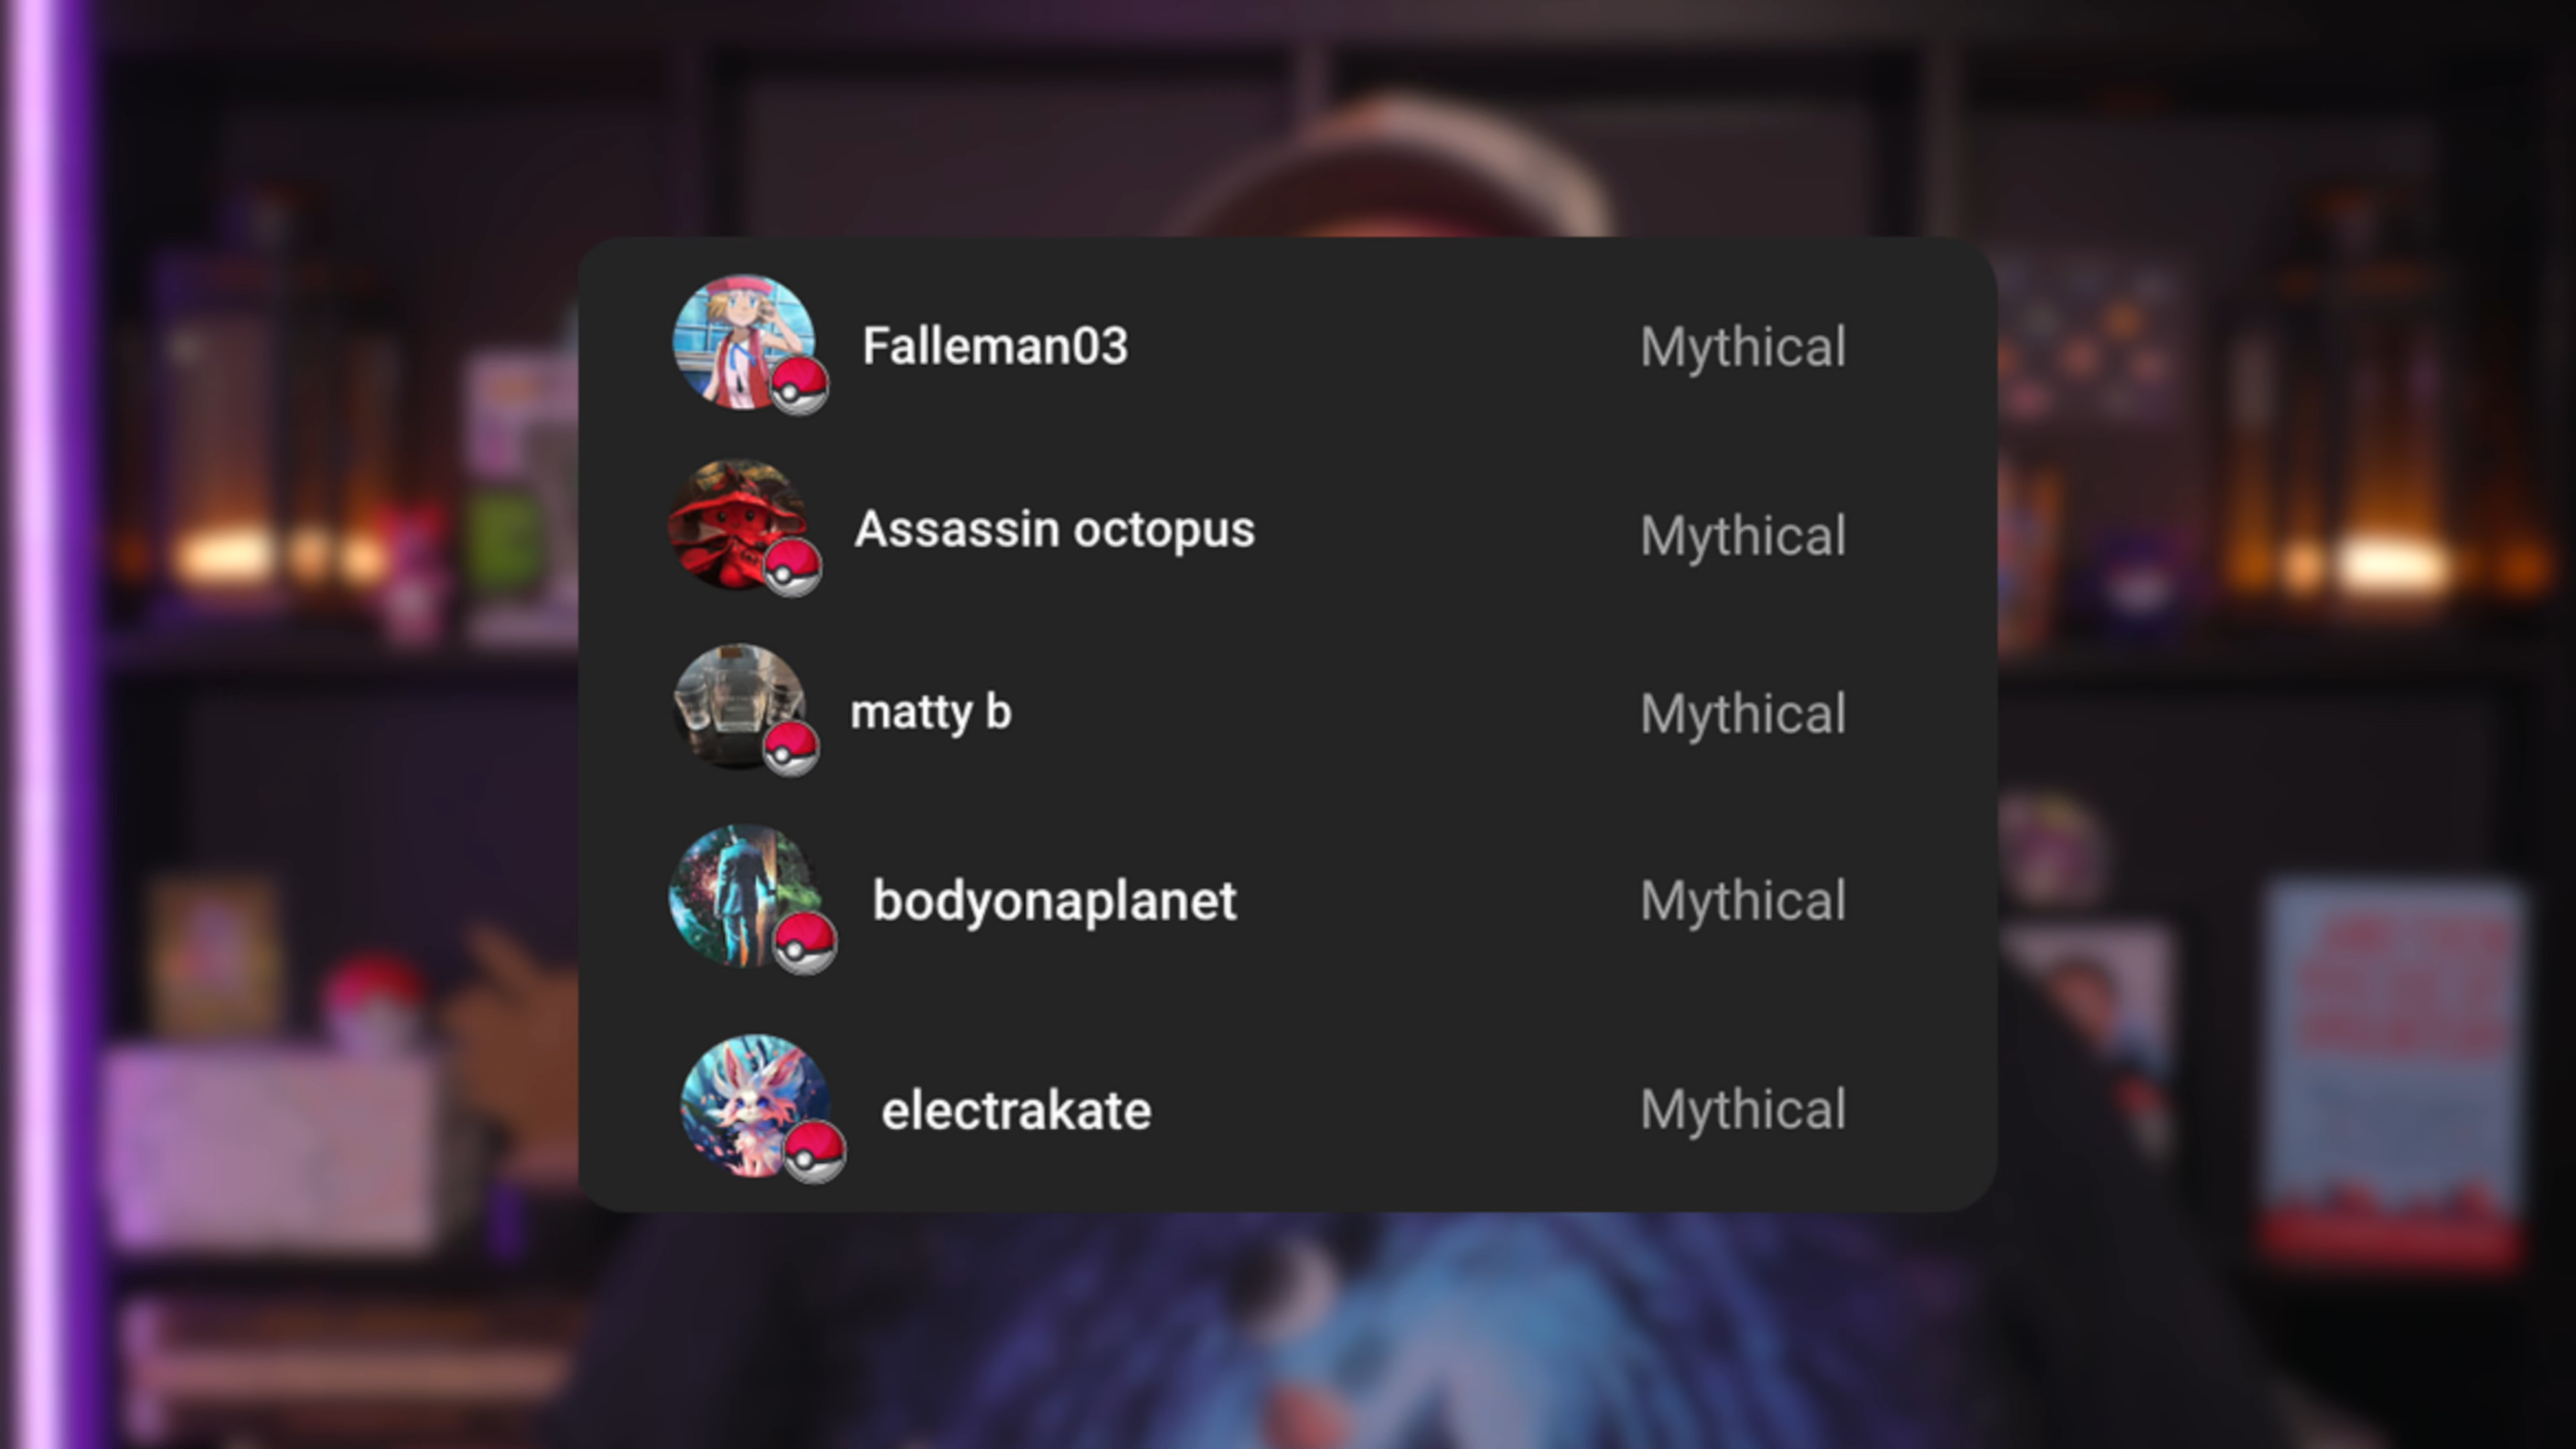 Falleman03 Mythical
Assassin octopus Mythical
matty b Mythical
bodyonaplanet Mythical
electrakate Mythical